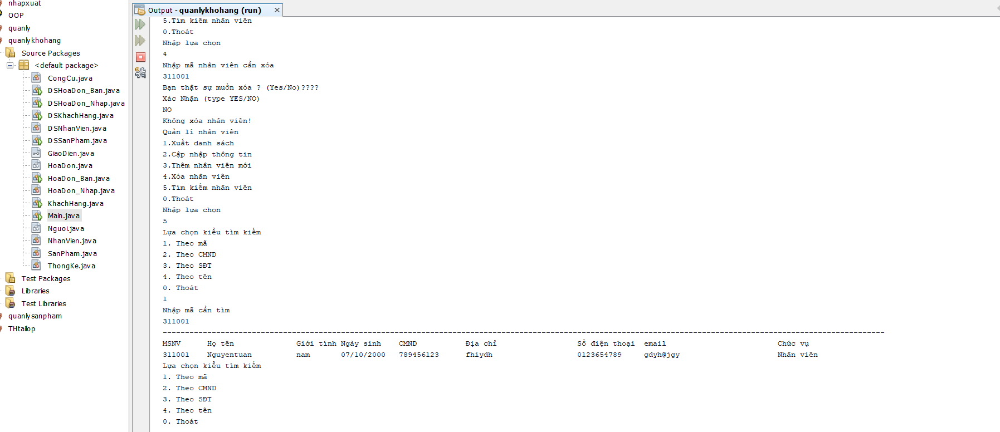 nhapxuat
OOP
quanly
quanlykhohang
Source Packages
<default package>
CongCu.java
DSHoaDon_Ban.java
DSHoaDon_Nhap.java
DSKhachHang.java
DSNhanVien.java
DSSanPham.java
GiaoDien.java
HoaDon.java
HoaDon_Ban.java
HoaDon_Nhap.java
KhachHang.java
Main.java
Nguoi.java
NhanVien.java
SanPham.java
ThongKe.java
Test Packages
Libraries
Test Libraries
quanlysanpham
THtailop
Output - quanlykhohang (run)
5.Tìm kiếm nhân viên
0.Thoát
Nhập lựa chọn
4
Nhập mã nhân viên cần xóa
311001
Bạn thật sự muốn xóa ? (Yes/No)????
Xác Nhận (type YES/NO)
NO
Không xóa nhân viên!
Quản lí nhân viên
1.Xuất danh sách
2.Cập nhập thông tin
3.Thêm nhân viên mới
4.Xóa nhân viên
5.Tìm kiếm nhân viên
0.Thoát
Nhập lựa chọn
5
Lựa chọn kiểu tìm kiếm
1. Theo mã
2. Theo CMND
3. Theo SĐT
4. Theo tên
0. Thoát
1
Nhập mã cần tìm
311001
------------------------------------------------------------------------------------------------------------------------------------------------------------------
MSNV Họ tên Giới tính Ngày sinh CMND Địa chỉ Số điện thoại email Chức vụ
311001 Nguyentuan nam 07/10/2000 789456123 fhiydh 0123654789 gdyh@jgy Nhân viên
Lựa chọn kiểu tìm kiếm
1. Theo mã
2. Theo CMND
3. Theo SĐT
4. Theo tên
0. Thoát